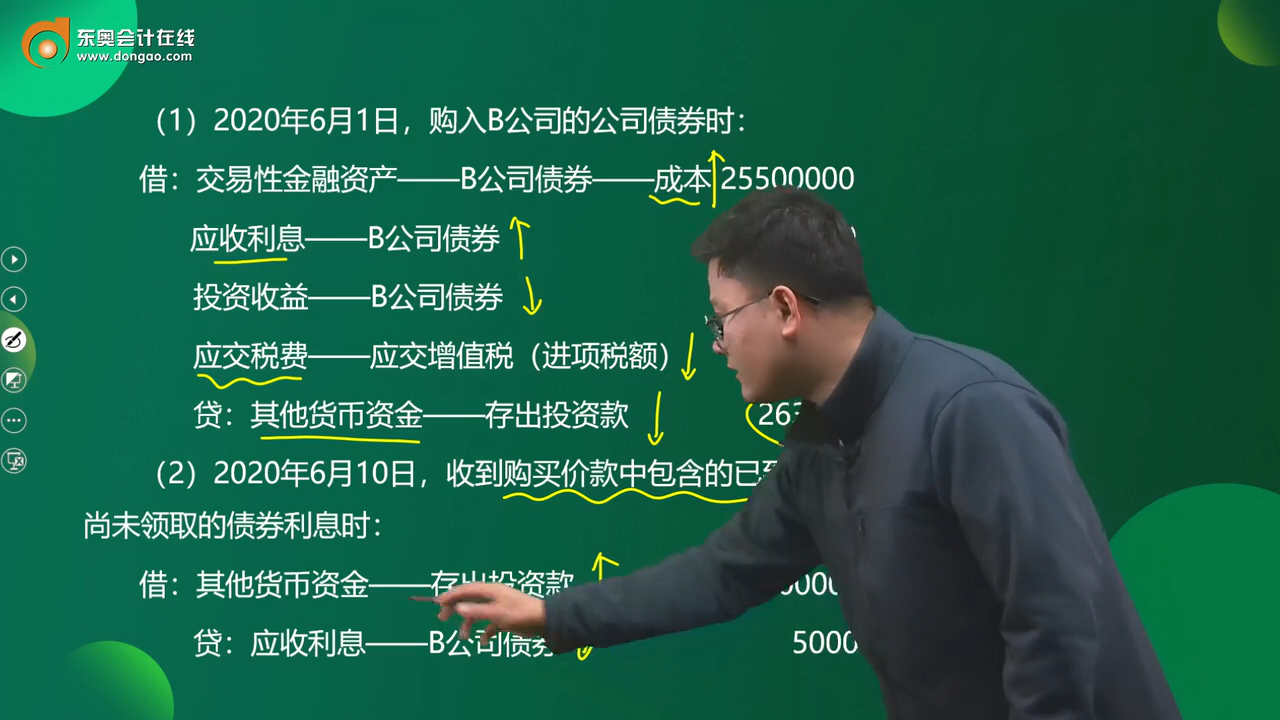 东奥会计在线
www.dongao.com
（1）2020年6月1日，购入B公司的公司债券时：
借：交易性金融资产——B公司债券——成本 25500000
应收利息——B公司债券
投资收益——B公司债券
应交税费——应交增值税（进项税额）
贷：其他货币资金——存出投资款 263
（2）2020年6月10日，收到购买价款中包含的已
尚未领取的债券利息时：
借：其他货币资金——存出投资款 000
贷：应收利息——B公司债券 5000